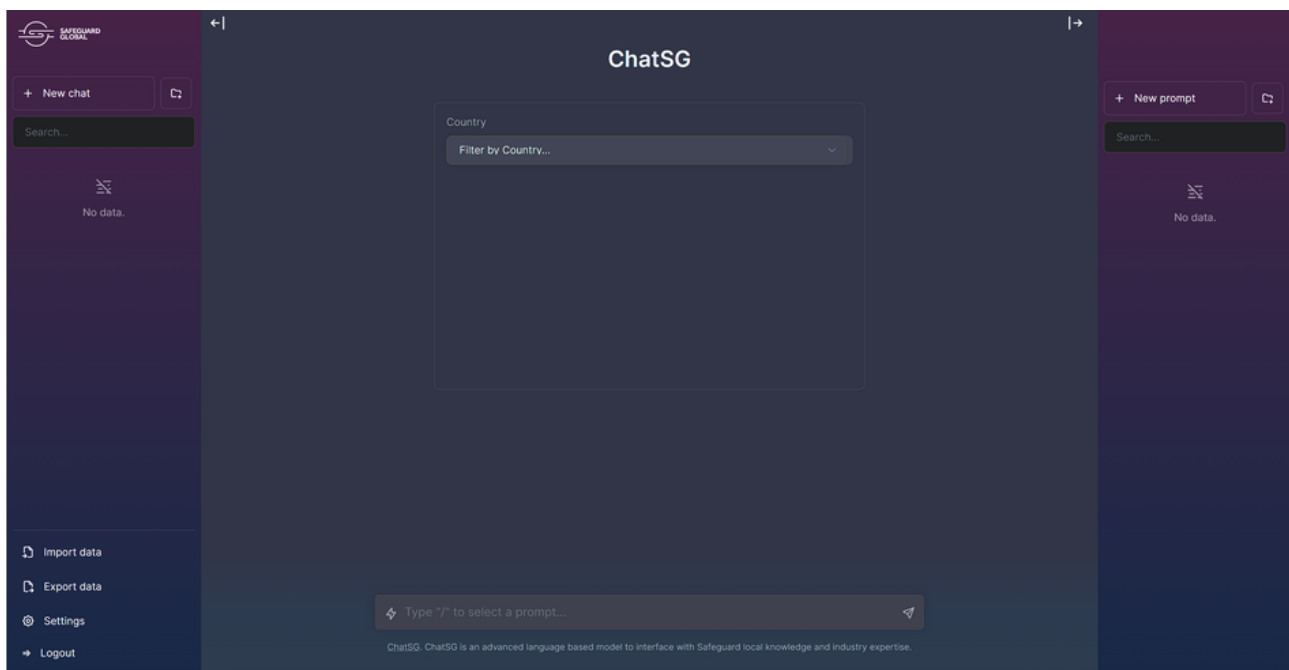 SAFEGUARD
GLOBAL
+ New chat
Search...
No data.
Import data
Export data
Settings
Logout
ChatSG
Country
Filter by Country...
Type "/" to select a prompt...
ChatSG. ChatSG is an advanced language based model to interface with Safeguard local knowledge and industry expertise.
+ New prompt
Search...
No data.